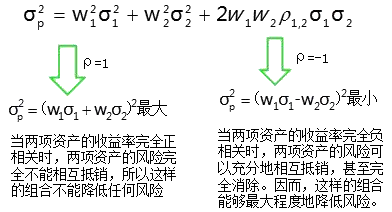 σ²ₚ = w²₁σ²₁ + w²₂σ²₂ + 2w₁w₂ρ₁,₂σ₁σ₂
ρ=1
ρ=-1
σ²ₚ=(w₁σ₁+w₂σ₂)²最大
当两项资产的收益率完全正
相关时，两项资产的风险完
全不能相互抵销，所以这样
的组合不能降低任何风险
σ²ₚ=(w₁σ₁-w₂σ₂)²最小
当两项资产的收益率完全负
相关时，两项资产的风险可
以充分地相互抵销，甚至完
全消除。因而，这样的组合
能够最大程度地降低风险。